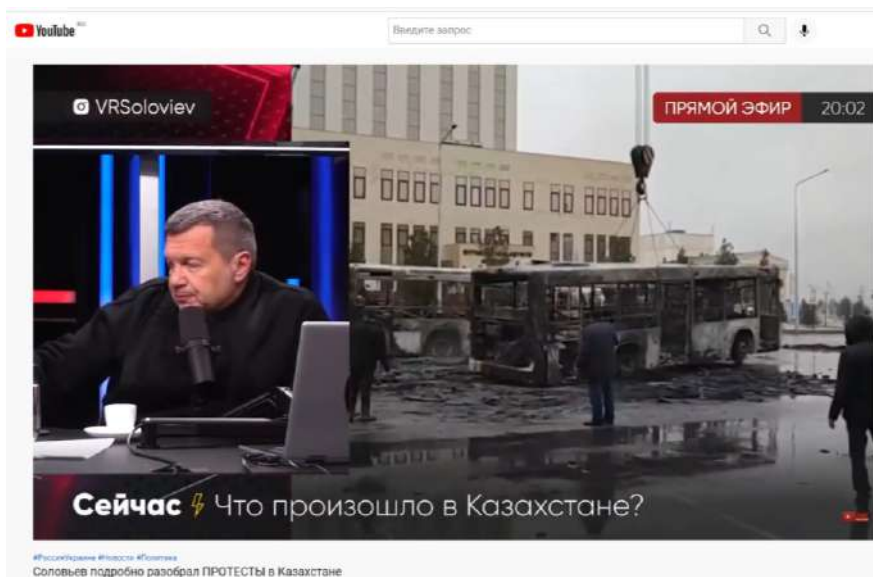 YouTube RU
Введите запрос
VRSoloviev
ПРЯМОЙ ЭФИР 20:02
Сейчас Что произошло в Казахстане?
#РоссияУкраина #Новости #Политика
Соловьев подробно разобрал ПРОТЕСТЫ в Казахстане